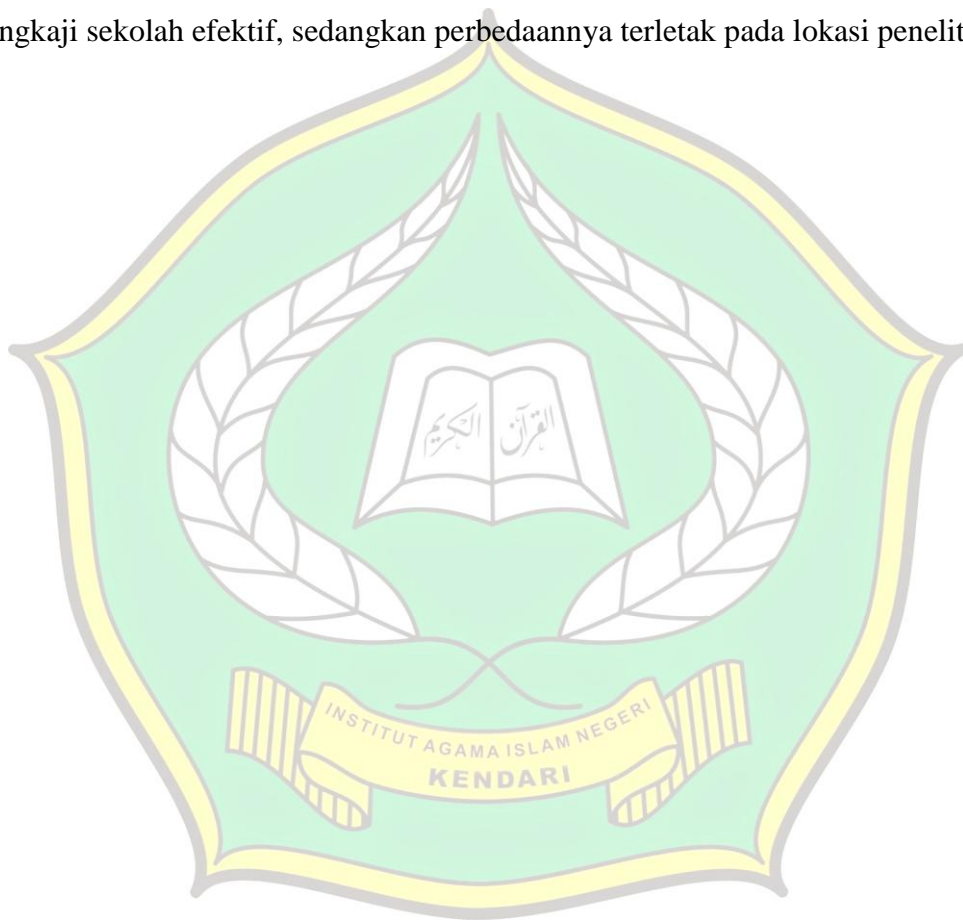 ngkaji sekolah efektif, sedangkan perbedaannya terletak pada lokasi penelit
القرآن الكريم
INSTITUT AGAMA ISLAM NEGERI
KENDARI